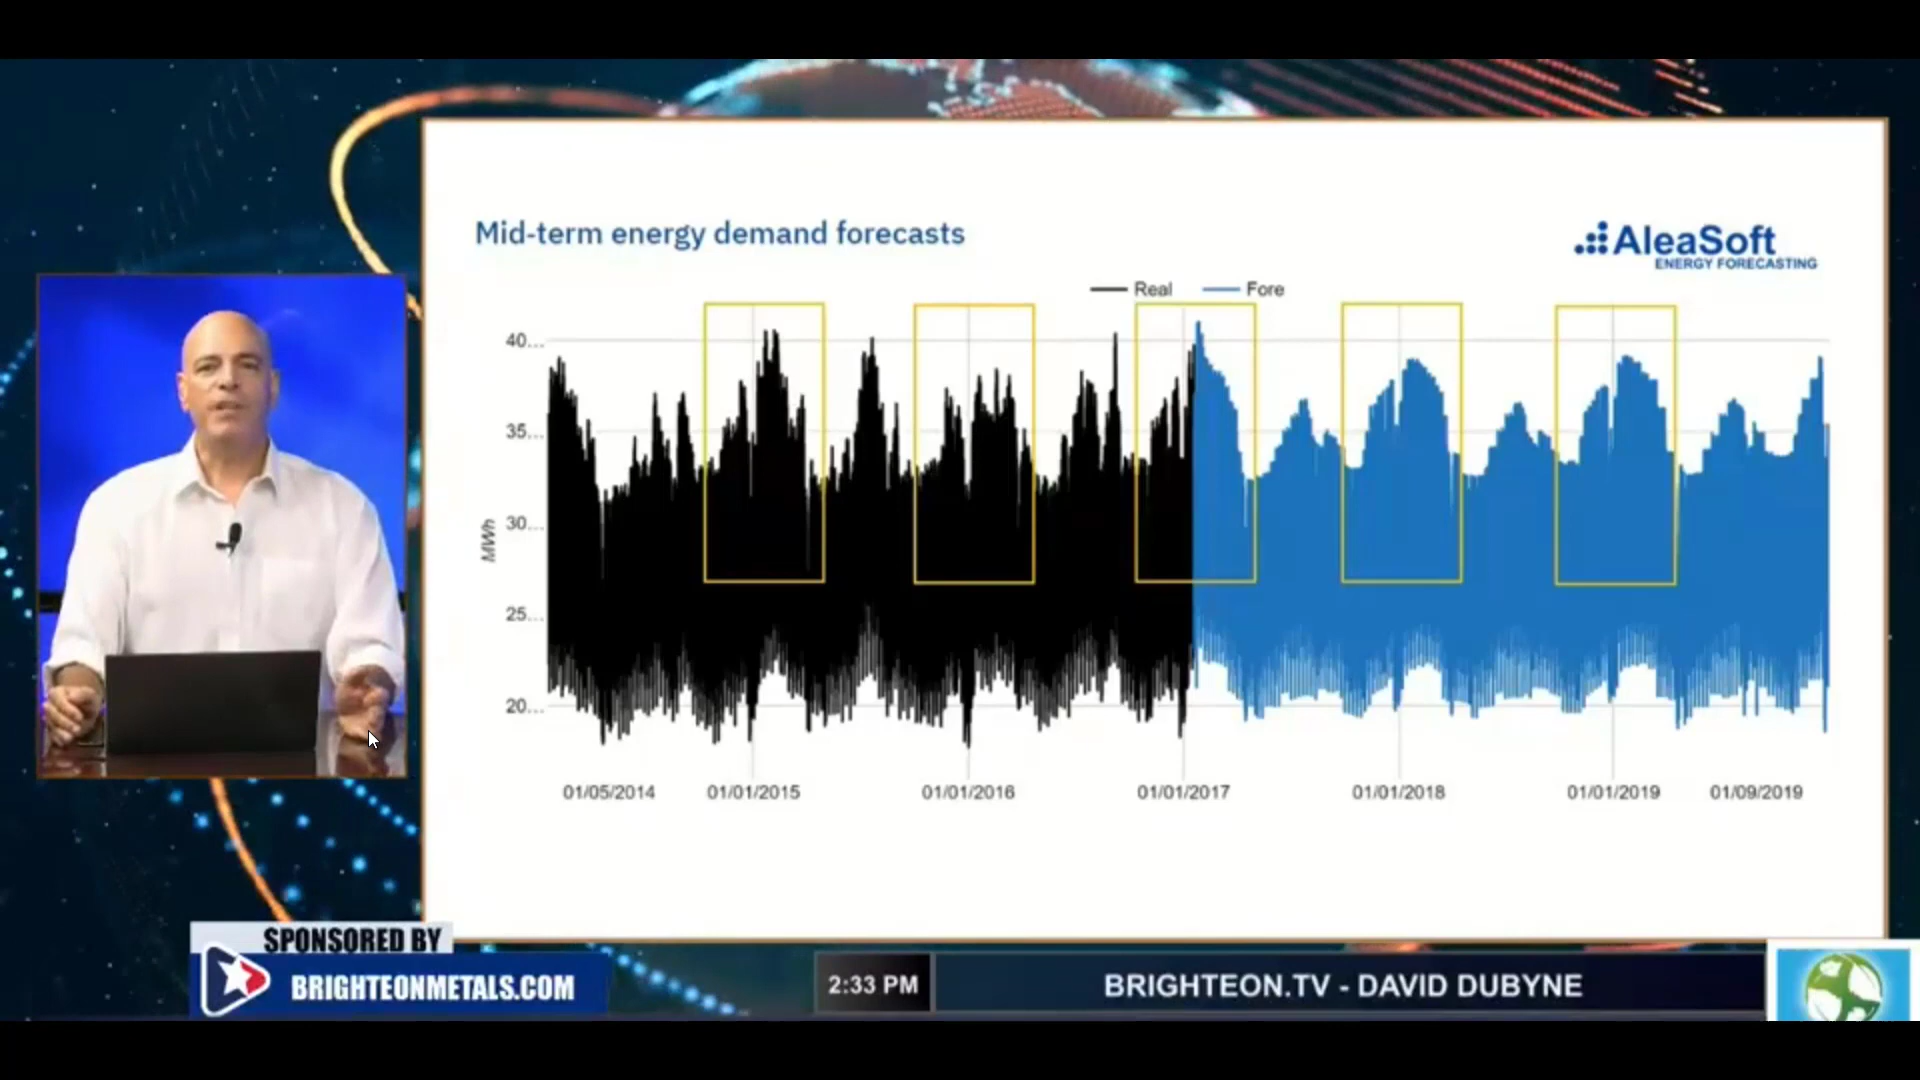 Mid-term energy demand forecasts
AleaSoft
ENERGY FORECASTING
Real
Fore
40...
35...
30...
25...
20...
MWh
01/05/2014
01/01/2015
01/01/2016
01/01/2017
01/01/2018
01/01/2019
01/09/2019
SPONSORED BY
BRIGHTEONMETALS.COM
2:33 PM
BRIGHTEON.TV - DAVID DUBYNE